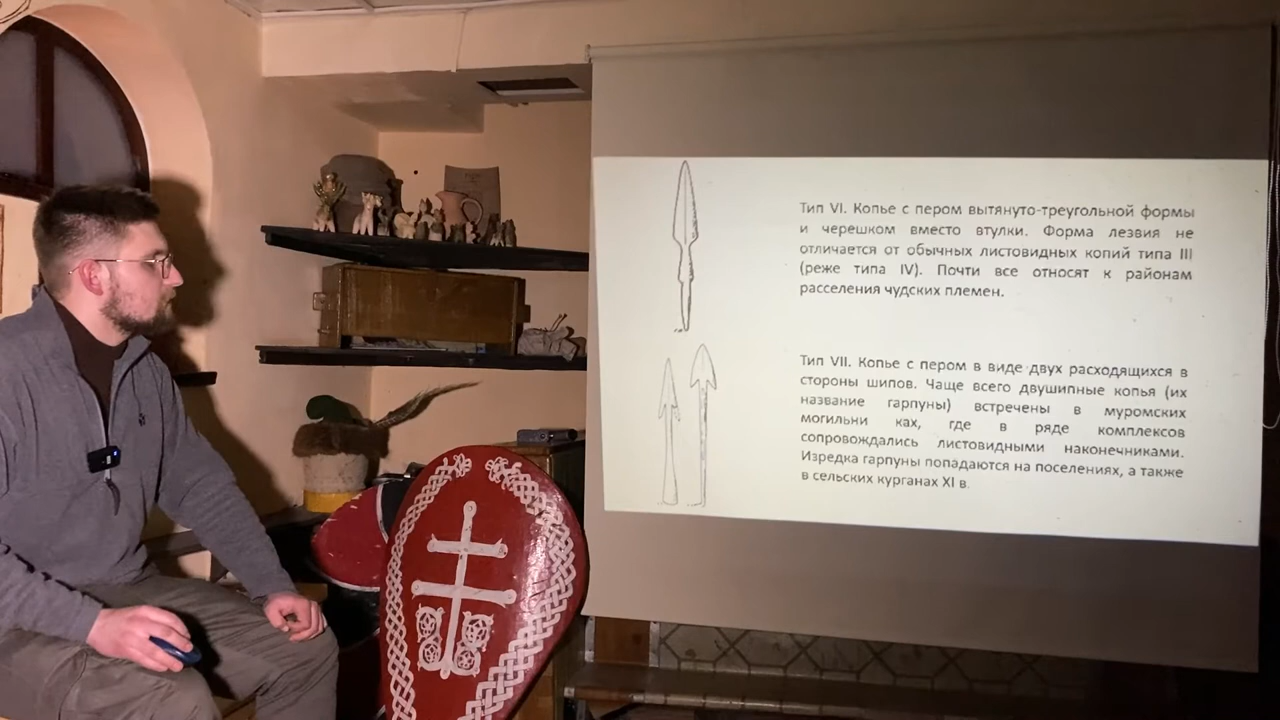 Тип VI. Копье с пером вытянуто-треугольной формы
и черешком вместо втулки. Форма лезвия не
отличается от обычных листовидных копий типа III
(реже типа IV). Почти все относят к районам
расселения чудских племен.
Тип VII. Копье с пером в виде двух расходящихся в
стороны шипов. Чаще всего двушипные копья (их
название гарпуны) встречены в муромских
могильни ках, где в ряде комплексов
сопровождались листовидными наконечниками.
Изредка гарпуны попадаются на поселениях, а также
в сельских курганах XI в.